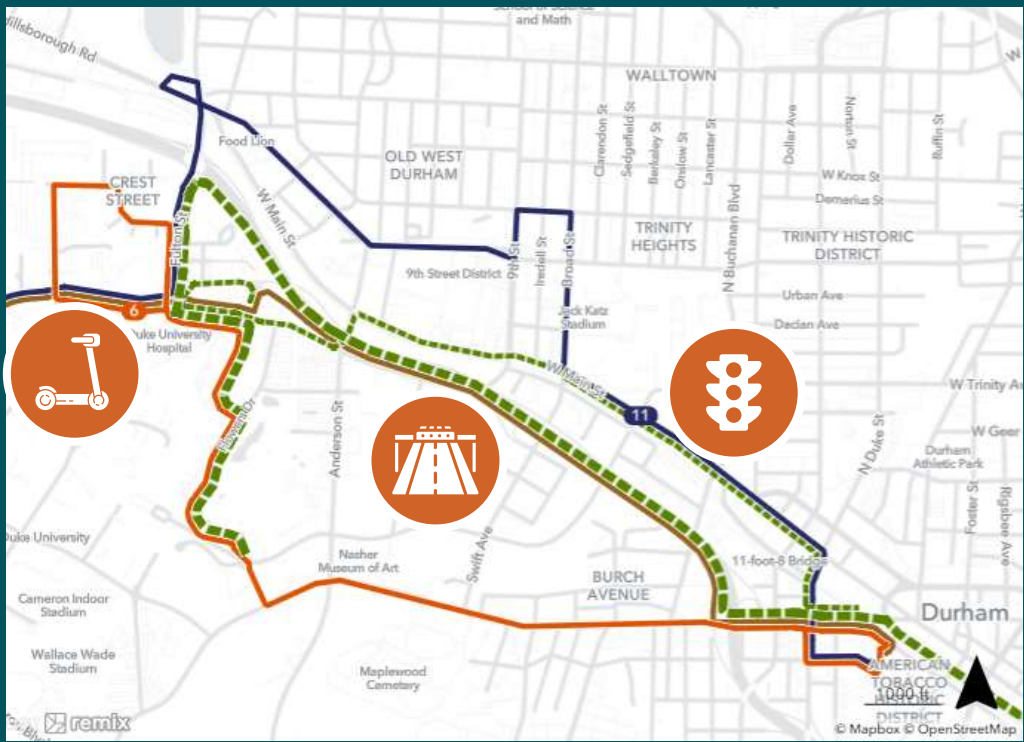 Hillsborough Rd
and Math
WALLTOWN
Clarendon St
Sedgefield St
Berkeley St
Onslow St
Lancaster St
Dollar Ave
Norton St
Ruffin St
Food Lion
OLD WEST
DURHAM
W Knox St
Demerius St
CREST
STREET
W Main St
Fulton St
TRINITY
HEIGHTS
N Buchanan Blvd
TRINITY HISTORIC
DISTRICT
9th St
Iredell St
Broad St
9th Street District
Urban Ave
6
Jack Katz
Stadium
Dacian Ave
Duke University
Hospital
W Main St
W Trinity Av
11
Flowers Dr
Anderson St
N Duke St
W Geer
Durham
Athletic Park
Foster St
Rigsbee Ave
Duke University
Swift Ave
Nasher
Museum of Art
11-foot-8 Bridge
BURCH
AVENUE
Cameron Indoor
Stadium
Durham
Wallace Wade
Stadium
Maplewood
Cemetery
AMERICAN
TOBACCO
HISTORIC
DISTRICT
1000 ft
remix
© Mapbox © OpenStreetMap